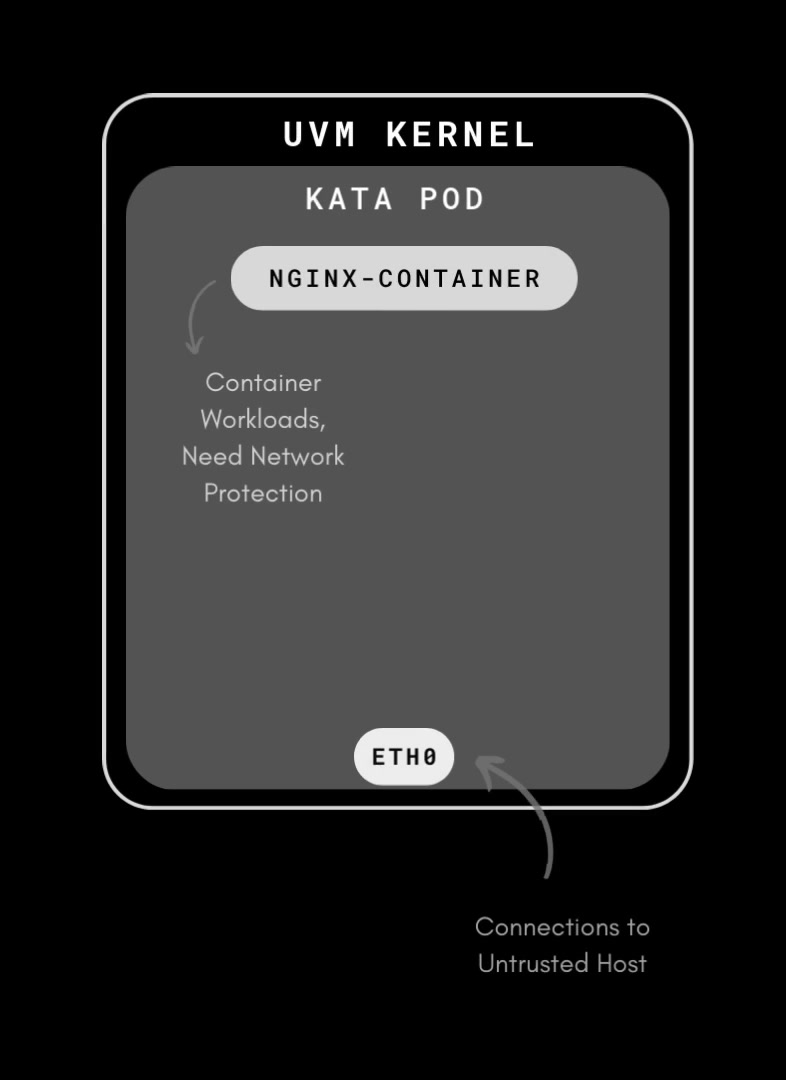 UVM KERNEL
KATA POD
NGINX-CONTAINER
Container
Workloads,
Need Network
Protection
ETH0
Connections to
Untrusted Host